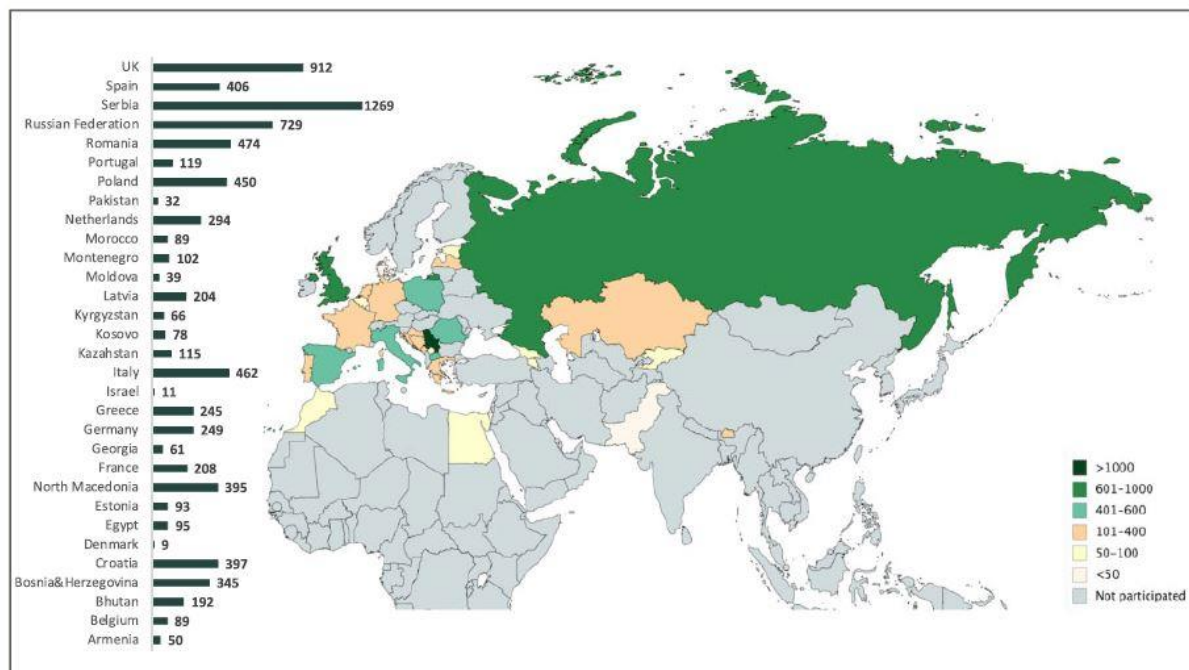 UK 912
Spain 406
Serbia 1269
Russian Federation 729
Romania 474
Portugal 119
Poland 450
Pakistan 32
Netherlands 294
Morocco 89
Montenegro 102
Moldova 39
Latvia 204
Kyrgyzstan 66
Kosovo 78
Kazahstan 115
Italy 462
Israel 11
Greece 245
Germany 249
Georgia 61
France 208
North Macedonia 395
Estonia 93
Egypt 95
Denmark 9
Croatia 397
Bosnia&Herzegovina 345
Bhutan 192
Belgium 89
Armenia 50
>1000
601-1000
401-600
101-400
50-100
<50
Not participated